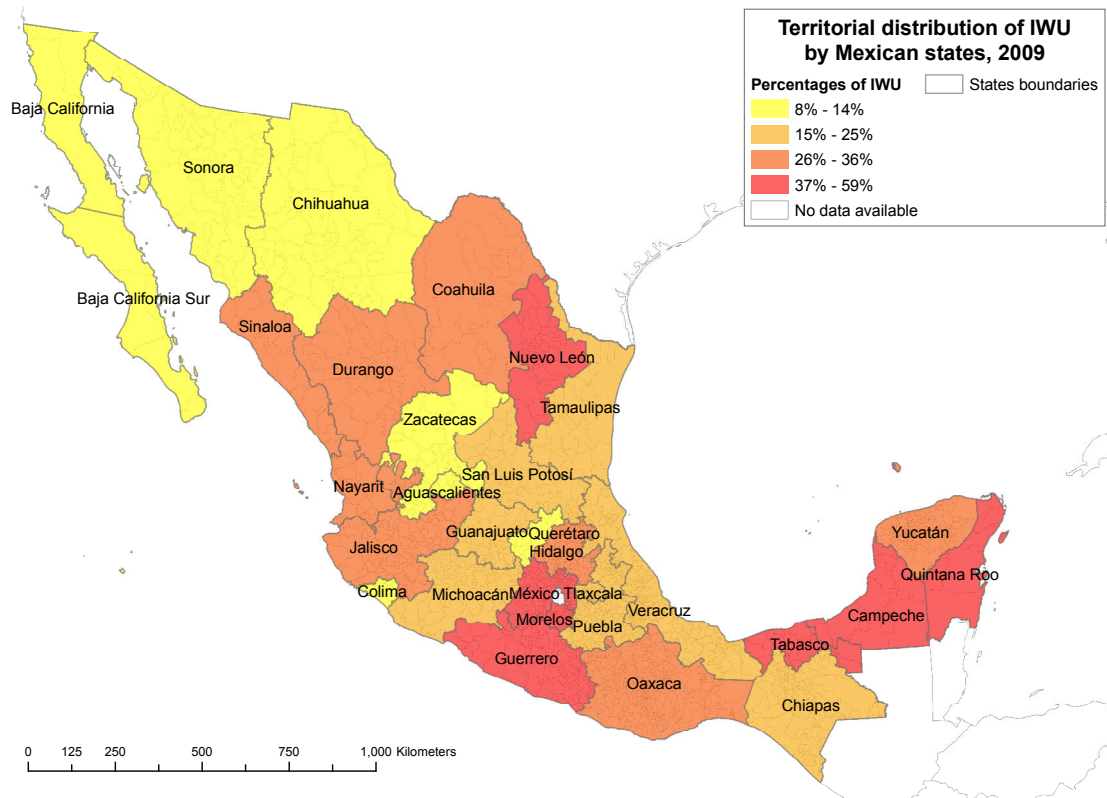 Territorial distribution of IWU
by Mexican states, 2009
Percentages of IWU
States boundaries
8% - 14%
15% - 25%
26% - 36%
37% - 59%
No data available
Baja California
Sonora
Chihuahua
Coahuila
Baja California Sur
Sinaloa
Nuevo León
Durango
Tamaulipas
Zacatecas
San Luis Potosí
Nayarit
Aguascalientes
Guanajuato
Querétaro
Yucatán
Jalisco
Hidalgo
Quintana Roo
Colima
Michoacán
México
Tlaxcala
Veracruz
Campeche
Morelos
Puebla
Tabasco
Guerrero
Oaxaca
Chiapas
0 125 250 500 750 1,000 Kilometers